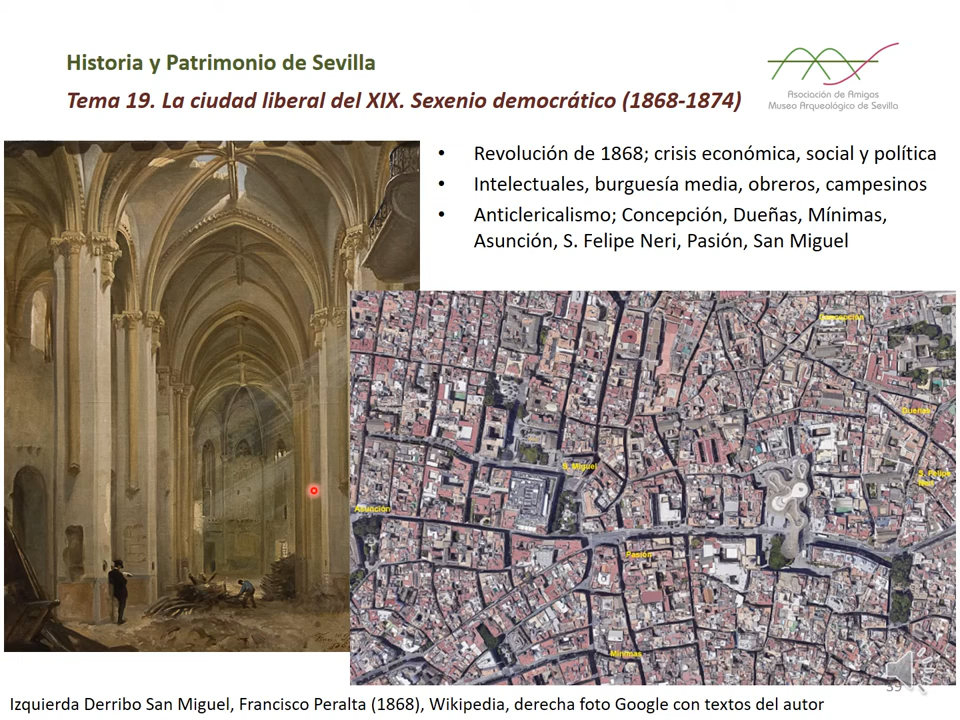 Historia y Patrimonio de Sevilla
Tema 19. La ciudad liberal del XIX. Sexenio democrático (1868-1874)
Asociación de Amigos
Museo Arqueológico de Sevilla
• Revolución de 1868; crisis económica, social y política
• Intelectuales, burguesía media, obreros, campesinos
• Anticlericalismo; Concepción, Dueñas, Mínimas,
Asunción, S. Felipe Neri, Pasión, San Miguel
Concepción
Dueñas
S. Miguel
S. Felipe
Neri
Asunción
Pasión
Mínimas
39
Izquierda Derribo San Miguel, Francisco Peralta (1868), Wikipedia, derecha foto Google con textos del autor